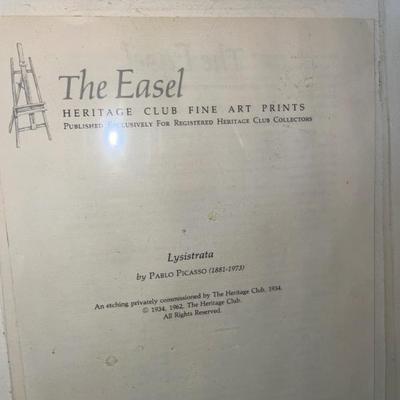 The Easel
HERITAGE CLUB FINE ART PRINTS
PUBLISHED EXCLUSIVELY FOR REGISTERED HERITAGE CLUB COLLECTORS
Lysistrata
by PABLO PICASSO (1881-1973)
An etching privately commissioned by The Heritage Club, 1934.
© 1934, 1962, The Heritage Club.
All Rights Reserved.